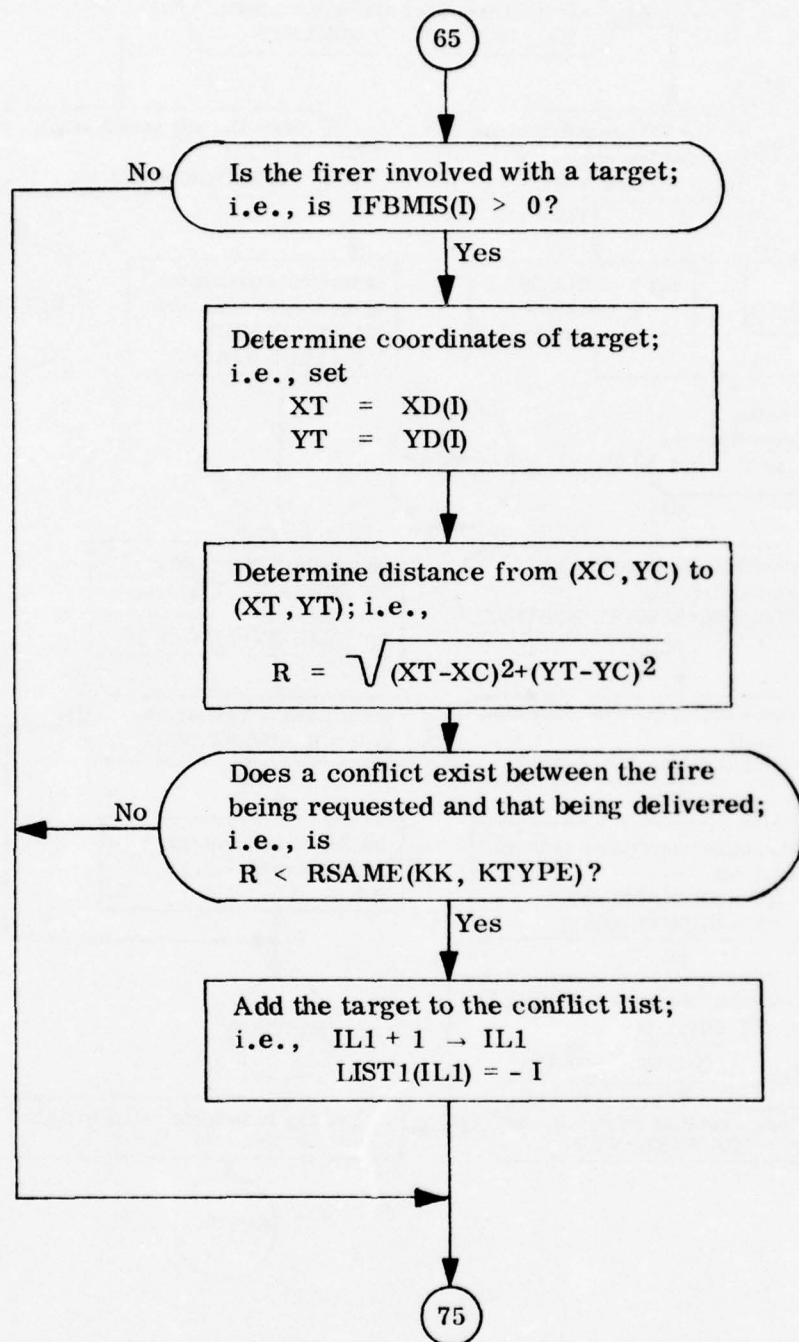 65
No
Is the firer involved with a target;
i.e., is IFBMIS(I) > 0?
Yes
Determine coordinates of target;
i.e., set
XT = XD(I)
YT = YD(I)
Determine distance from (XC,YC) to
(XT,YT); i.e.,
R = √(XT-XC)2+(YT-YC)2
No
Does a conflict exist between the fire
being requested and that being delivered;
i.e., is
R < RSAME(KK, KTYPE)?
Yes
Add the target to the conflict list;
i.e., IL1 + 1 → IL1
LIST1(IL1) = - I
75